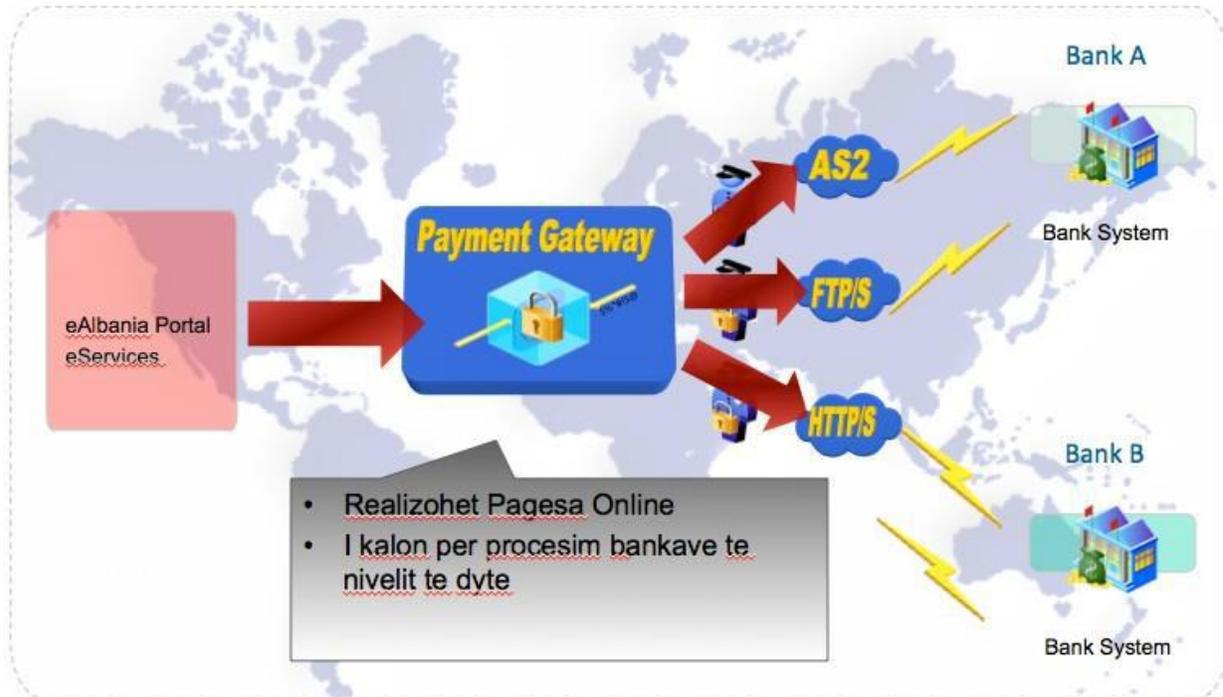 Bank A
AS2
Payment Gateway
Bank System
FTP/S
eAlbania Portal
eServices
HTTP/S
Bank B
• Realizohet Pagesa Online
• I kalon per procesim bankave te
nivelit te dyte
Bank System